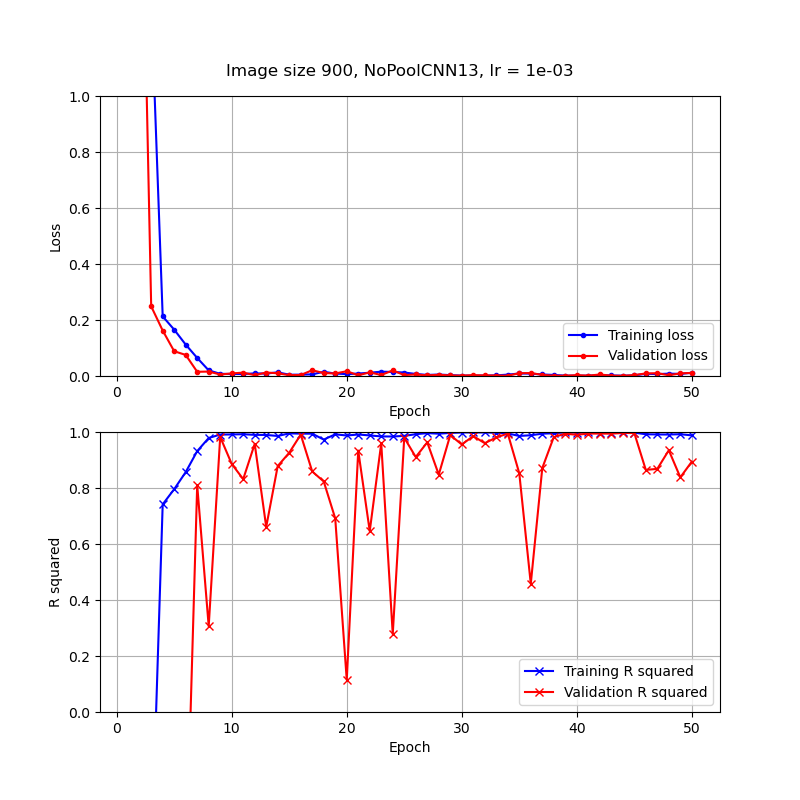 Image size 900, NoPoolCNN13, lr = 1e-03
1.0
0.8
0.6
0.4
0.2
0.0
Loss
Training loss
Validation loss
0 10 20 30 40 50
Epoch
1.0
0.8
0.6
0.4
0.2
0.0
R squared
Training R squared
Validation R squared
0 10 20 30 40 50
Epoch